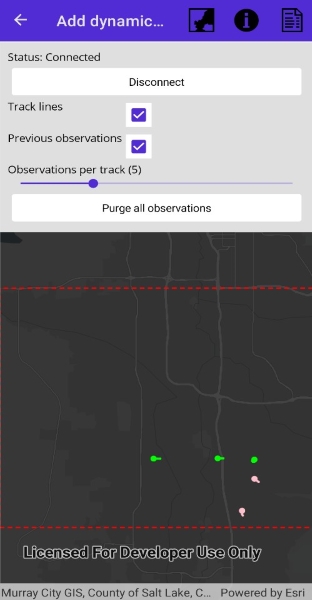 Add dynamic...
Status: Connected
Disconnect
Track lines
Previous observations
Observations per track (5)
Purge all observations
Licensed For Developer Use Only
Murray City GIS, County of Salt Lake, C... Powered by Esri